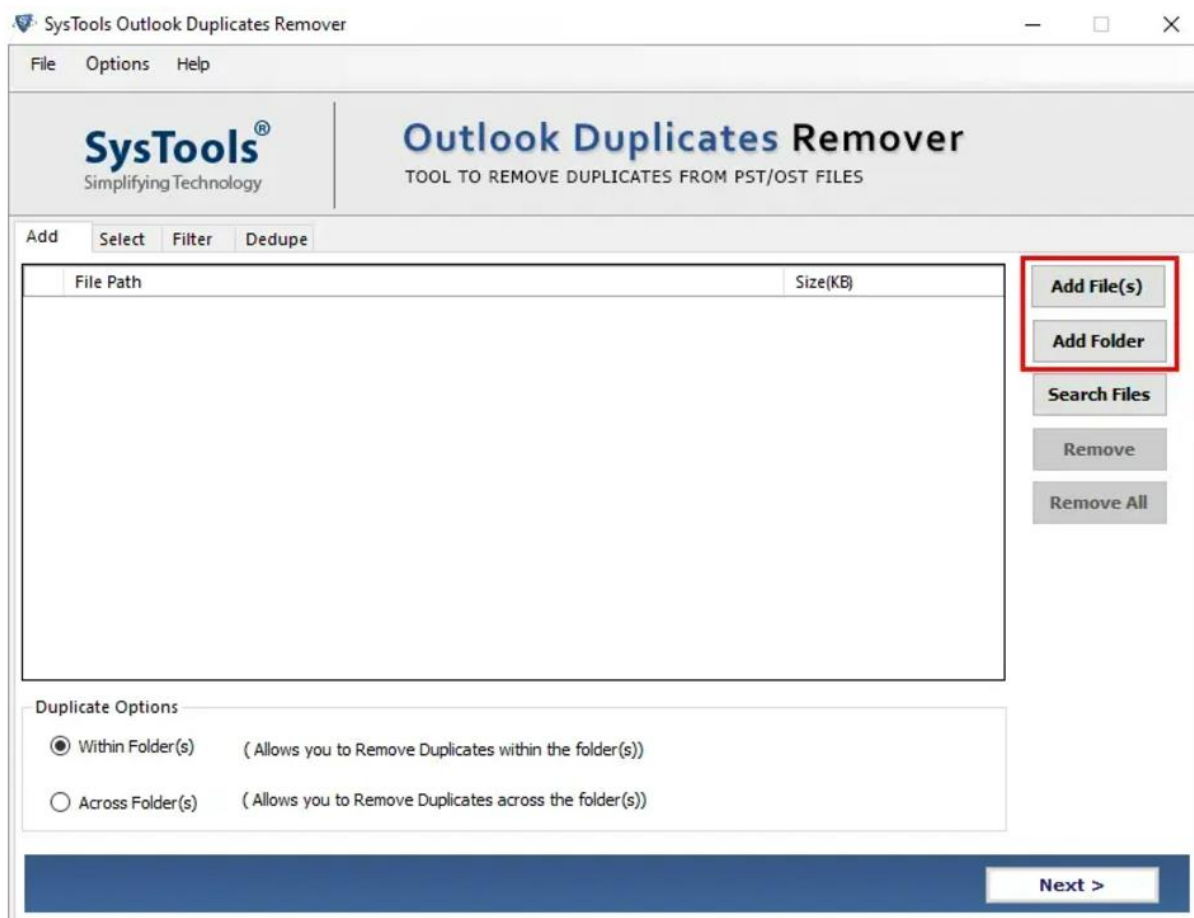 SysTools Outlook Duplicates Remover
File Options Help
SysTools®
Simplifying Technology
Outlook Duplicates Remover
TOOL TO REMOVE DUPLICATES FROM PST/OST FILES
Add Select Filter Dedupe
File Path Size(KB)
Add File(s)
Add Folder
Search Files
Remove
Remove All
Duplicate Options
Within Folder(s) ( Allows you to Remove Duplicates within the folder(s))
Across Folder(s) ( Allows you to Remove Duplicates across the folder(s))
Next >